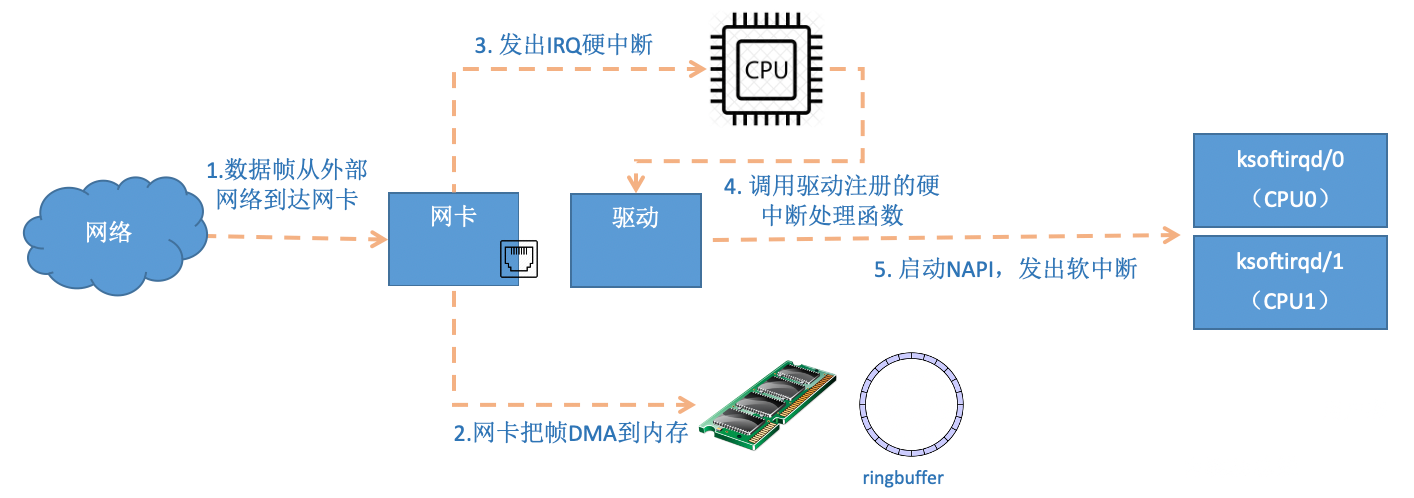 3. 发出IRQ硬中断
CPU
1.数据帧从外部
网络到达网卡
网络
网卡
驱动
4. 调用驱动注册的硬
中断处理函数
ksoftirqd/0
（CPU0）
5. 启动NAPI，发出软中断
ksoftirqd/1
（CPU1）
2.网卡把帧DMA到内存
ringbuffer